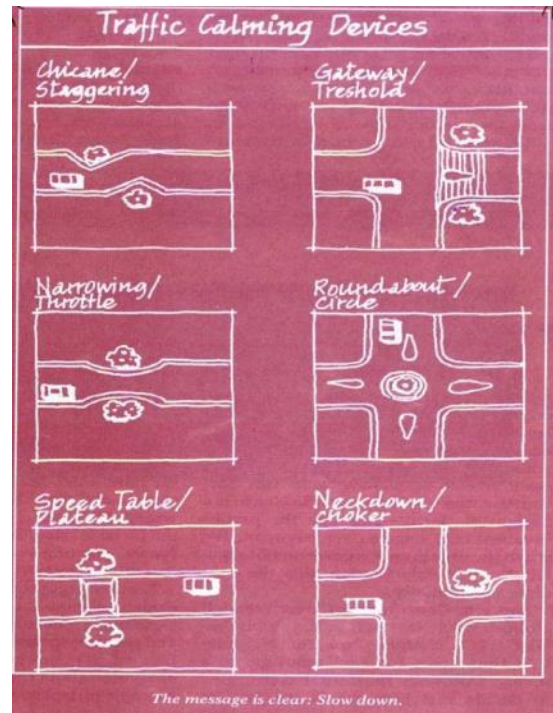 Traffic Calming Devices
Chicane/
Staggering
Gateway/
Treshold
Narrowing/
Throttle
Roundabout/
Circle
Speed Table/
Plateau
Neckdown/
choker
The message is clear: Slow down.